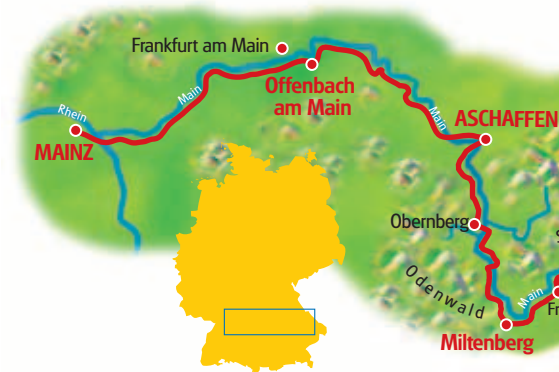 Frankfurt am Main
Offenbach
am Main
Main
Rhein
MAINZ
Main
ASCHAFFEN
Obernberg
Odenwald
Main
Miltenberg